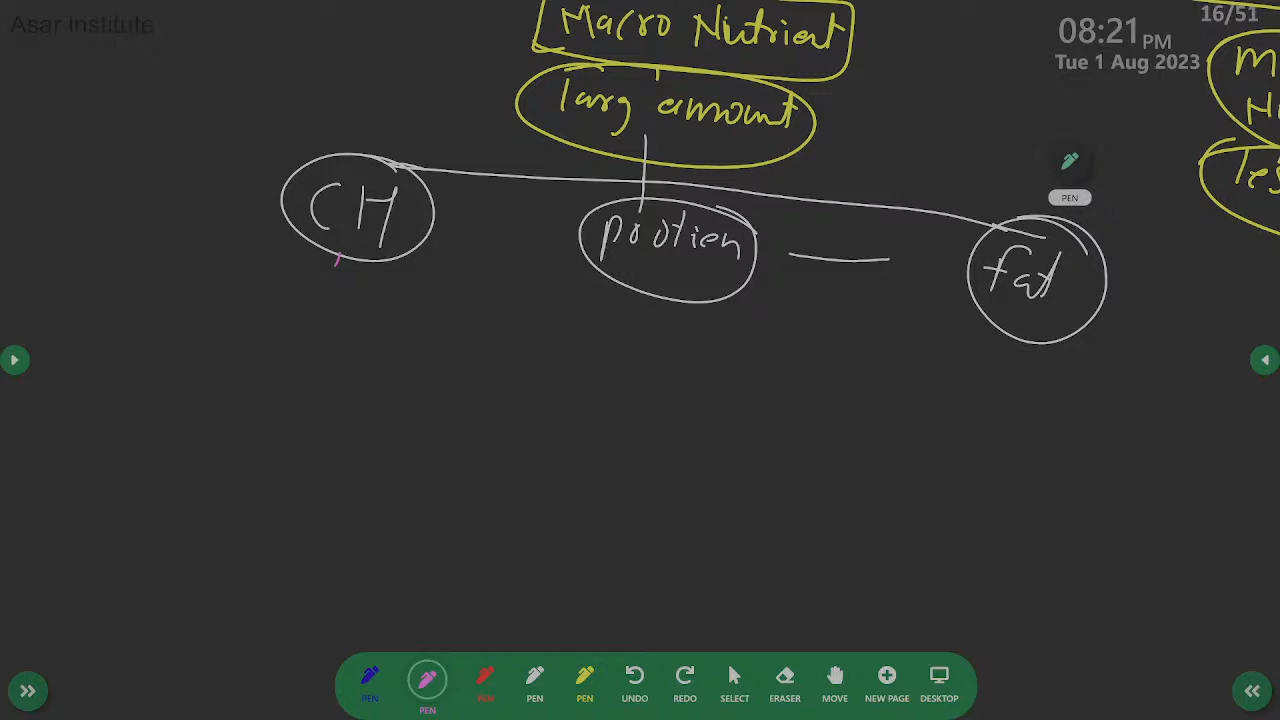 Asar Institute
16/51
08:21 PM
Tue 1 Aug 2023
Macro Nutrient
larg amount
CH
protien
fat
PEN
PEN
PEN
PEN
PEN
PEN
UNDO
REDO
SELECT
ERASER
MOVE
NEW PAGE
DESKTOP